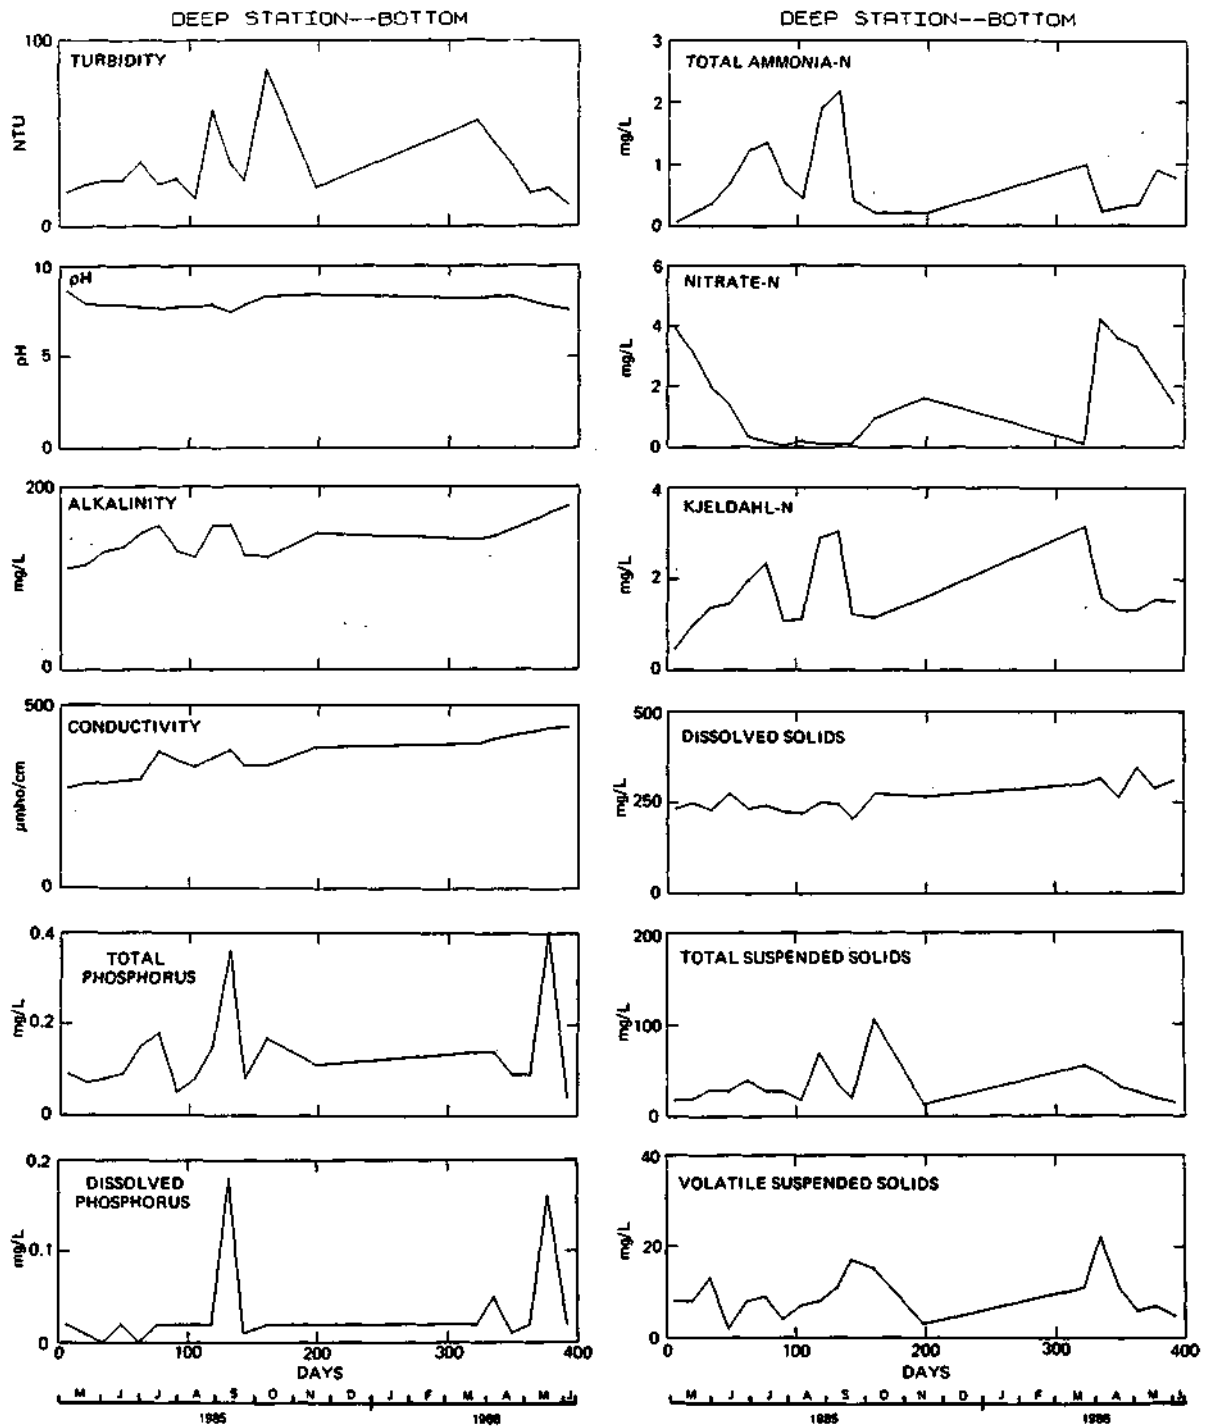 DEEP STATION--BOTTOM
100
TURBIDITY
NTU
0
10
pH
pH
5
0
200
ALKALINITY
mg/L
0
500
CONDUCTIVITY
µmho/cm
0
0.4
TOTAL
PHOSPHORUS
mg/L
0.2
0
0.2
DISSOLVED
PHOSPHORUS
mg/L
0.1
0
0 100 200 300 400
DAYS
M J J A S O N D J F M A M J
1985 1986
DEEP STATION--BOTTOM
3
TOTAL AMMONIA-N
2
mg/L
1
0
6
NITRATE-N
4
mg/L
2
0
4
KJELDAHL-N
mg/L
2
0
500
DISSOLVED SOLIDS
mg/L
250
0
200
TOTAL SUSPENDED SOLIDS
mg/L
100
0
40
VOLATILE SUSPENDED SOLIDS
mg/L
20
0
0 100 200 300 400
DAYS
M J J A S O N D J F M A M J
1985 1986